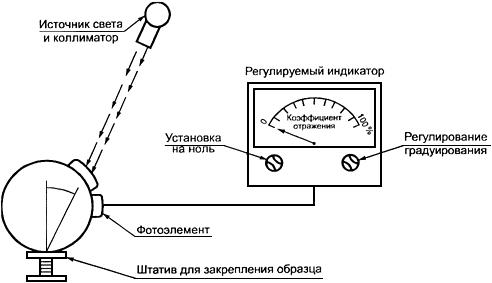 Источник света
и коллиматор
Регулируемый индикатор
0
Коэффициент
отражения
100%
Установка
на ноль
Регулирование
градуирования
Фотоэлемент
Штатив для закрепления образца